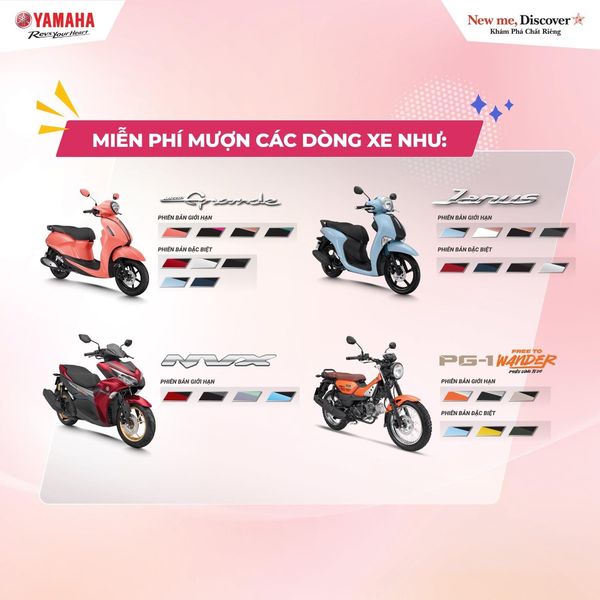 YAMAHA
Revs Your Heart
New me, Discover
Khám Phá Chất Riêng
MIỄN PHÍ MƯỢN CÁC DÒNG XE NHƯ:
Grande
PHIÊN BẢN GIỚI HẠN
PHIÊN BẢN ĐẶC BIỆT
Janus
PHIÊN BẢN GIỚI HẠN
PHIÊN BẢN ĐẶC BIỆT
NVX
PHIÊN BẢN GIỚI HẠN
PG-1
FREE TO
WANDER
PHIÊN BẢN GIỚI HẠN
PHIÊN BẢN ĐẶC BIỆT